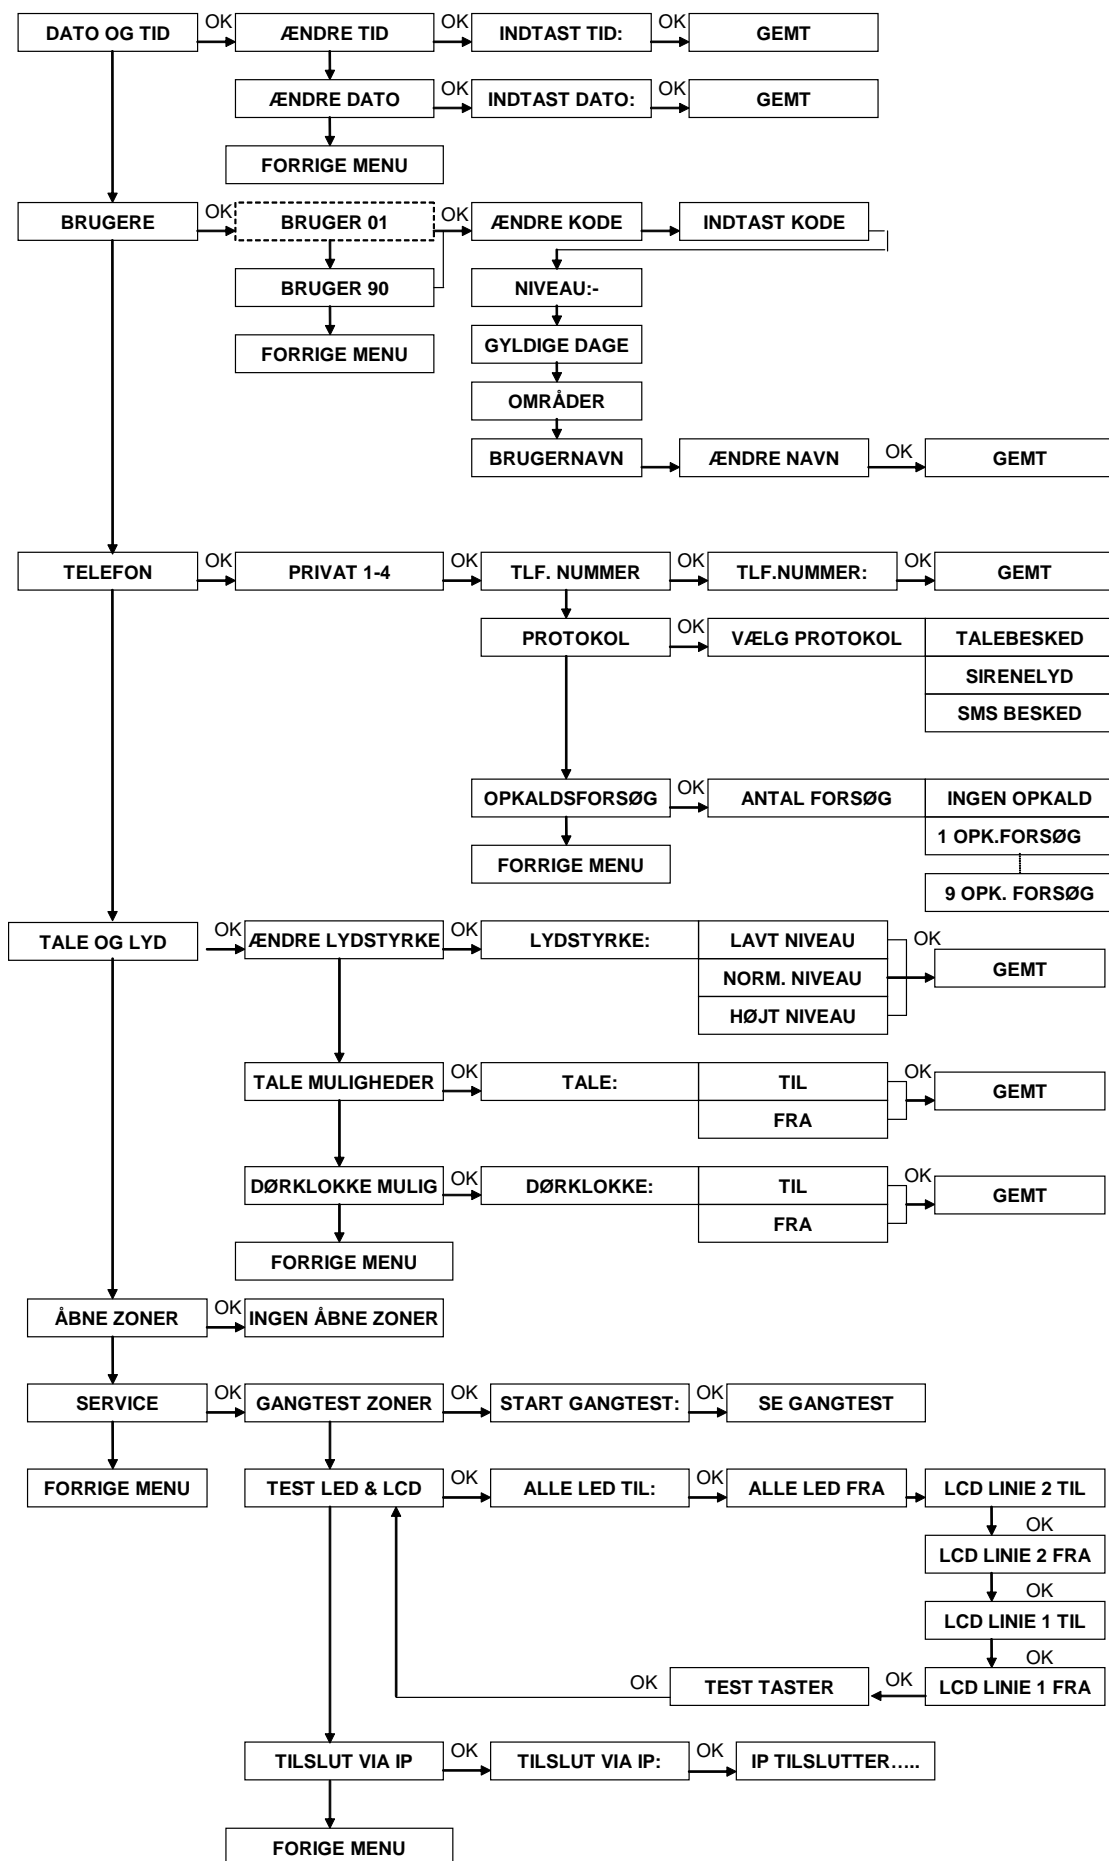 DATO OG TID OK ÆNDRE TID OK INDTAST TID: OK GEMT
ÆNDRE DATO OK INDTAST DATO: OK GEMT
FORRIGE MENU
BRUGERE OK BRUGER 01 OK ÆNDRE KODE INDTAST KODE
BRUGER 90 NIVEAU:-
FORRIGE MENU GYLDIGE DAGE
OMRÅDER
BRUGERNAVN ÆNDRE NAVN OK GEMT
TELEFON OK PRIVAT 1-4 OK TLF. NUMMER OK TLF.NUMMER: OK GEMT
PROTOKOL OK VÆLG PROTOKOL TALEBESKED
SIRENELYD
SMS BESKED
OPKALDSFORSØG OK ANTAL FORSØG INGEN OPKALD
1 OPK.FORSØG
FORRIGE MENU
9 OPK. FORSØG
TALE OG LYD OK ÆNDRE LYDSTYRKE OK LYDSTYRKE: LAVT NIVEAU OK
NORM. NIVEAU GEMT
HØJT NIVEAU
TALE MULIGHEDER OK TALE: TIL OK GEMT
FRA
DØRKLOKKE MULIG OK DØRKLOKKE: TIL OK GEMT
FRA
FORRIGE MENU
ÅBNE ZONER OK INGEN ÅBNE ZONER
SERVICE OK GANGTEST ZONER OK START GANGTEST: OK SE GANGTEST
FORRIGE MENU TEST LED & LCD OK ALLE LED TIL: OK ALLE LED FRA LCD LINIE 2 TIL
OK
LCD LINIE 2 FRA
OK
LCD LINIE 1 TIL
OK
OK TEST TASTER OK LCD LINIE 1 FRA
TILSLUT VIA IP OK TILSLUT VIA IP: OK IP TILSLUTTER…..
FORIGE MENU